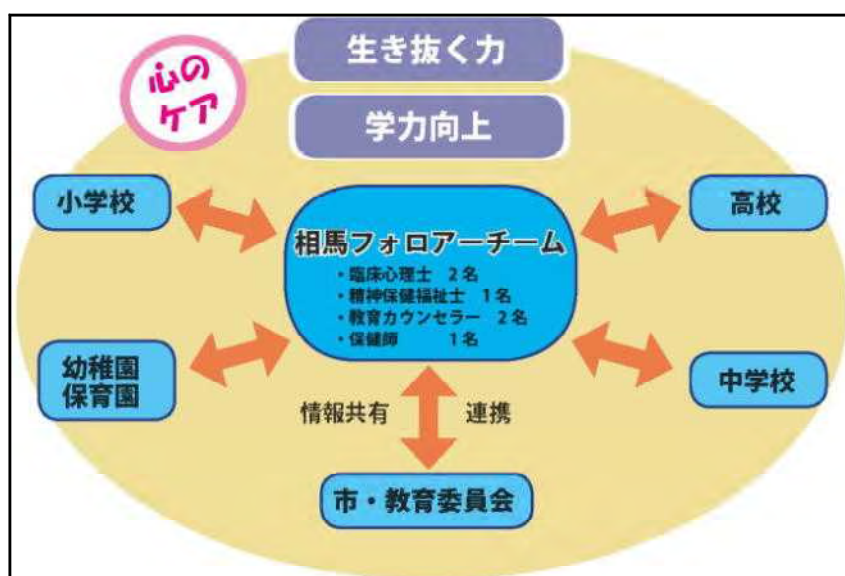 心の
ケア
生き抜く力
学力向上
小学校
高校
相馬フォロアーチーム
・臨床心理士 2名
・精神保健福祉士 1名
・教育カウンセラー 2名
・保健師 1名
幼稚園
保育園
中学校
情報共有 連携
市・教育委員会